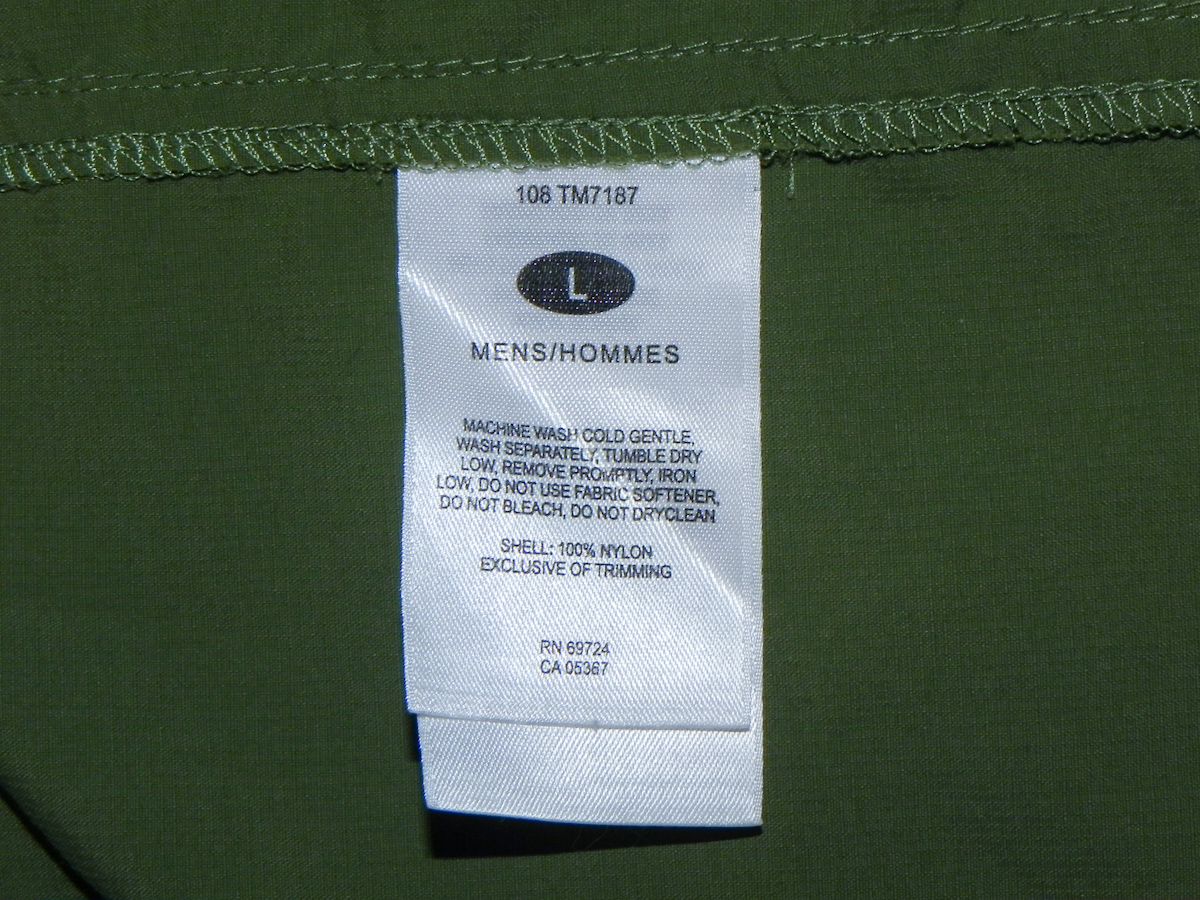 108 TM7187
L
MENS/HOMMES
MACHINE WASH COLD GENTLE,
WASH SEPARATELY, TUMBLE DRY
LOW, REMOVE PROMPTLY, IRON
LOW, DO NOT USE FABRIC SOFTENER,
DO NOT BLEACH, DO NOT DRYCLEAN
SHELL: 100% NYLON
EXCLUSIVE OF TRIMMING
RN 69724
CA 05367